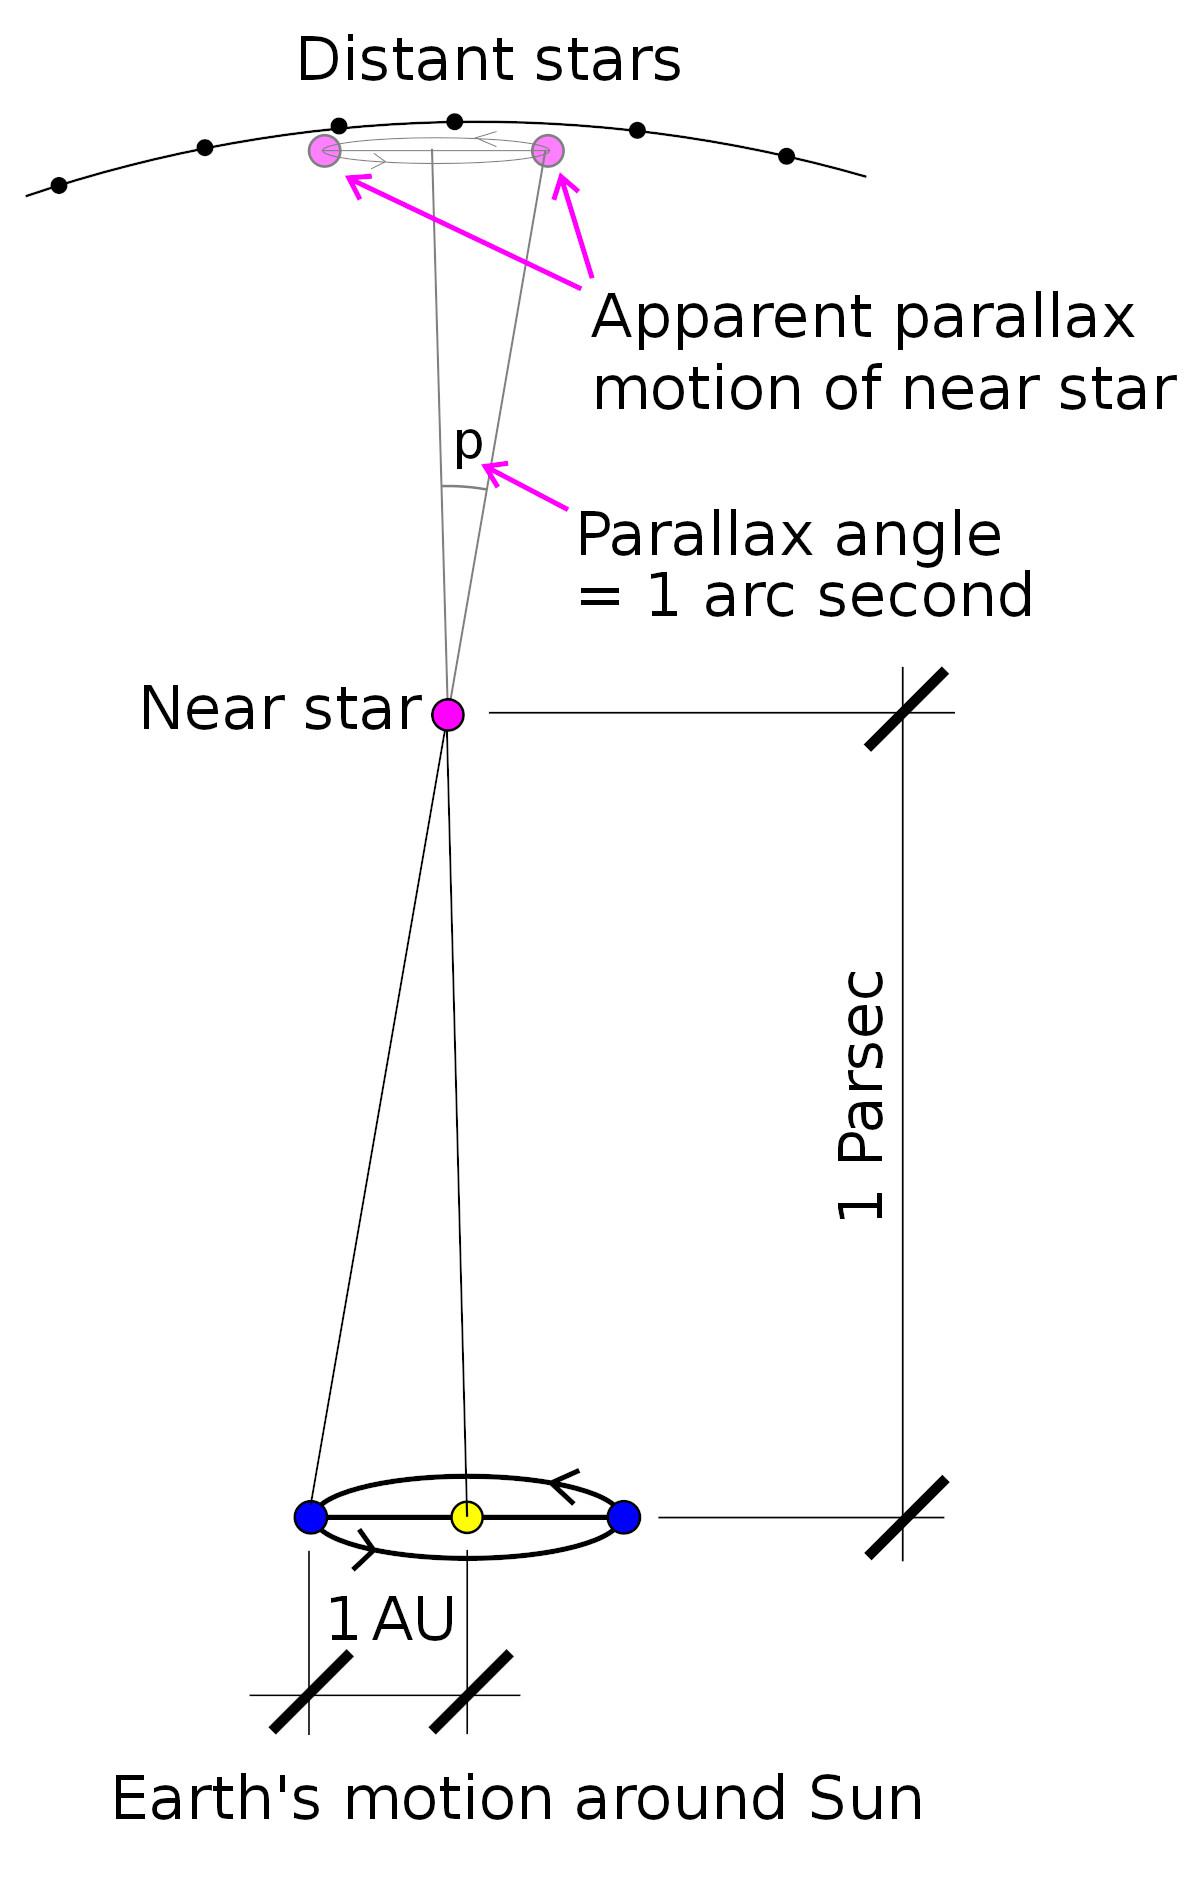 Distant stars
Apparent parallax
motion of near star
p
Parallax angle
= 1 arc second
Near star
1 Parsec
1 AU
Earth's motion around Sun